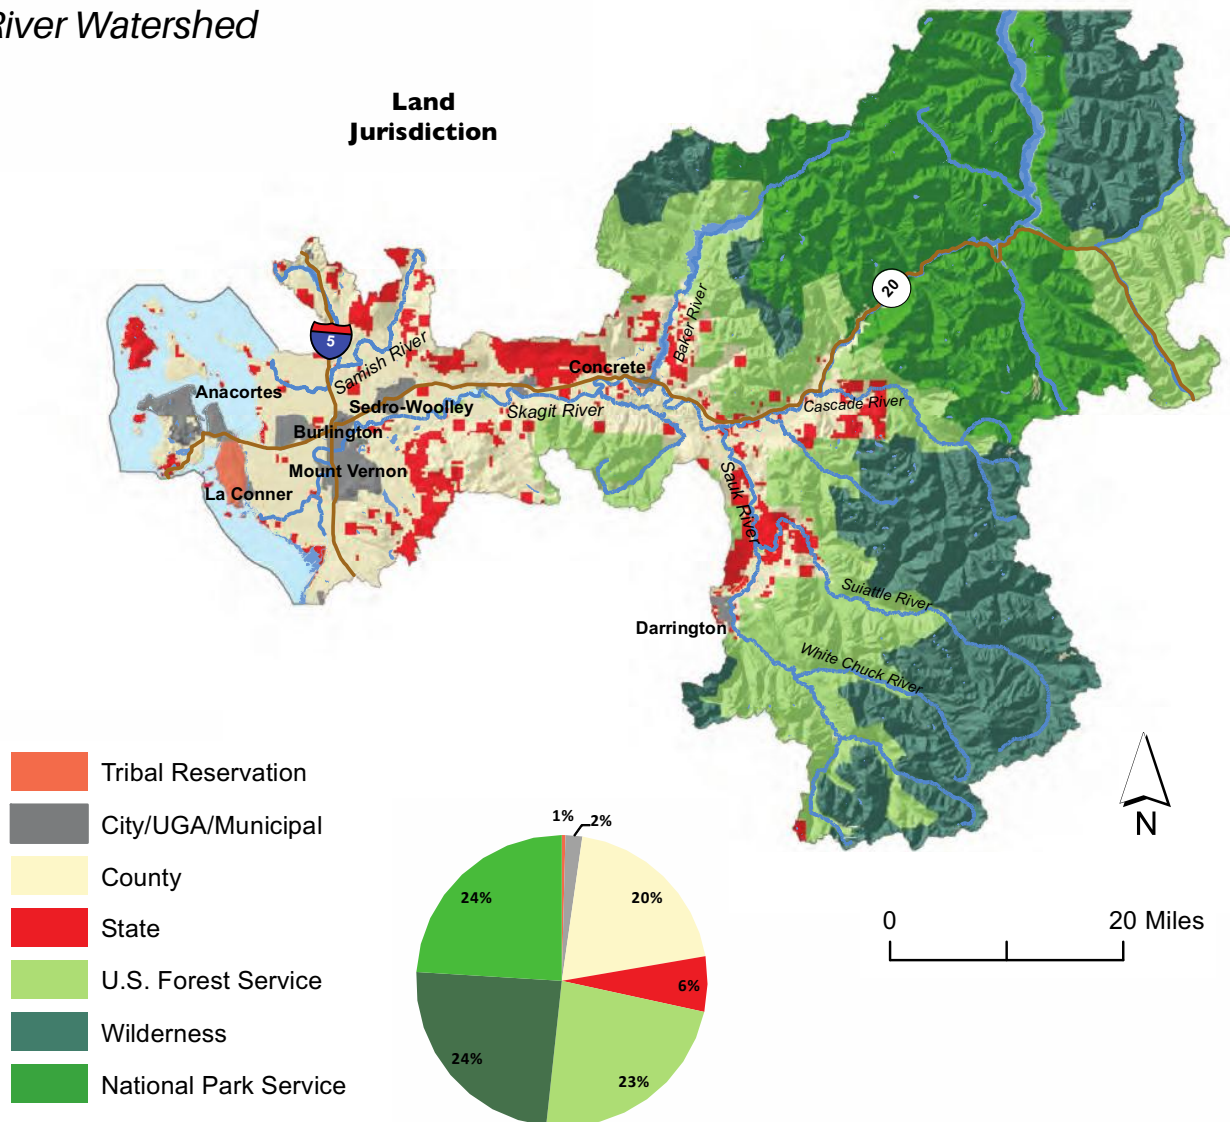 River Watershed
Land
Jurisdiction
20
5
Samish River
Baker River
Concrete
Anacortes
Sedro-Woolley
Skagit River
Cascade River
Burlington
Mount Vernon
La Conner
Sauk River
Suiattle River
Darrington
White Chuck River
Tribal Reservation
City/UGA/Municipal
County
State
U.S. Forest Service
Wilderness
National Park Service
1%
2%
24%
20%
6%
24%
23%
N
0 20 Miles